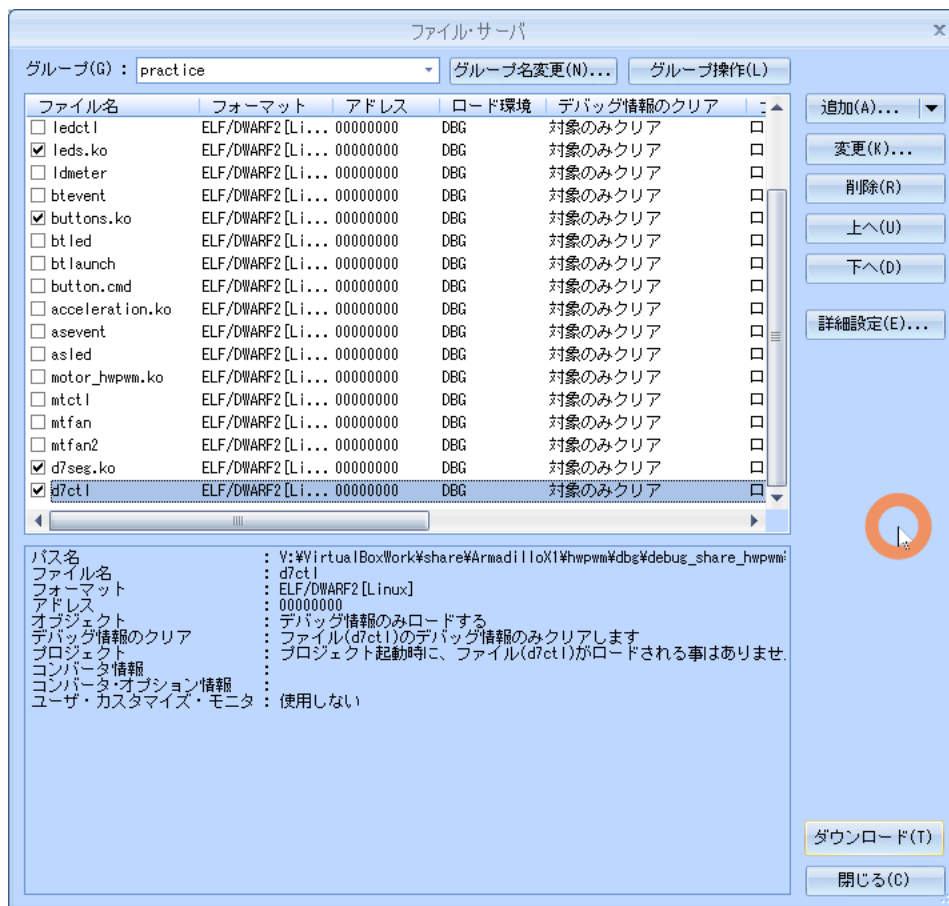 ファイル・サーバ x
グループ(G) : practice グループ名変更(N)... グループ操作(L)
ファイル名 フォーマット アドレス ロード環境 デバッグ情報のクリア
追加(A)...
ledctl ELF/DWARF2[Li... 00000000 DBG 対象のみクリア ロ
leds.ko ELF/DWARF2[Li... 00000000 DBG 対象のみクリア ロ
変更(K)...
ldmeter ELF/DWARF2[Li... 00000000 DBG 対象のみクリア ロ
btevent ELF/DWARF2[Li... 00000000 DBG 対象のみクリア ロ
削除(R)
buttons.ko ELF/DWARF2[Li... 00000000 DBG 対象のみクリア ロ
上へ(U)
btled ELF/DWARF2[Li... 00000000 DBG 対象のみクリア ロ
btlaunch ELF/DWARF2[Li... 00000000 DBG 対象のみクリア ロ
下へ(D)
button.cmd ELF/DWARF2[Li... 00000000 DBG 対象のみクリア ロ
acceleration.ko ELF/DWARF2[Li... 00000000 DBG 対象のみクリア ロ
詳細設定(E)...
asevent ELF/DWARF2[Li... 00000000 DBG 対象のみクリア ロ
asled ELF/DWARF2[Li... 00000000 DBG 対象のみクリア ロ
motor_hwpwm.ko ELF/DWARF2[Li... 00000000 DBG 対象のみクリア ロ
mtctl ELF/DWARF2[Li... 00000000 DBG 対象のみクリア ロ
mtfan ELF/DWARF2[Li... 00000000 DBG 対象のみクリア ロ
mtfan2 ELF/DWARF2[Li... 00000000 DBG 対象のみクリア ロ
d7seg.ko ELF/DWARF2[Li... 00000000 DBG 対象のみクリア ロ
d7ctl ELF/DWARF2[Li... 00000000 DBG 対象のみクリア ロ
パス名 : V:¥VirtualBoxWork¥share¥ArmadilloX1¥hwpwm¥dbg¥debug_share_hwpwm
ファイル名 : d7ctl
フォーマット : ELF/DWARF2[Linux]
アドレス : 00000000
オブジェクト : デバッグ情報のみロードする
デバッグ情報のクリア : ファイル(d7ctl)のデバッグ情報のみクリアします
プロジェクト : プロジェクト起動時に、ファイル(d7ctl)がロードされる事はありませ
コンバータ情報 :
コンバータ・オプション情報 :
ユーザ・カスタマイズ・モニタ : 使用しない
ダウンロード(T)
閉じる(C)